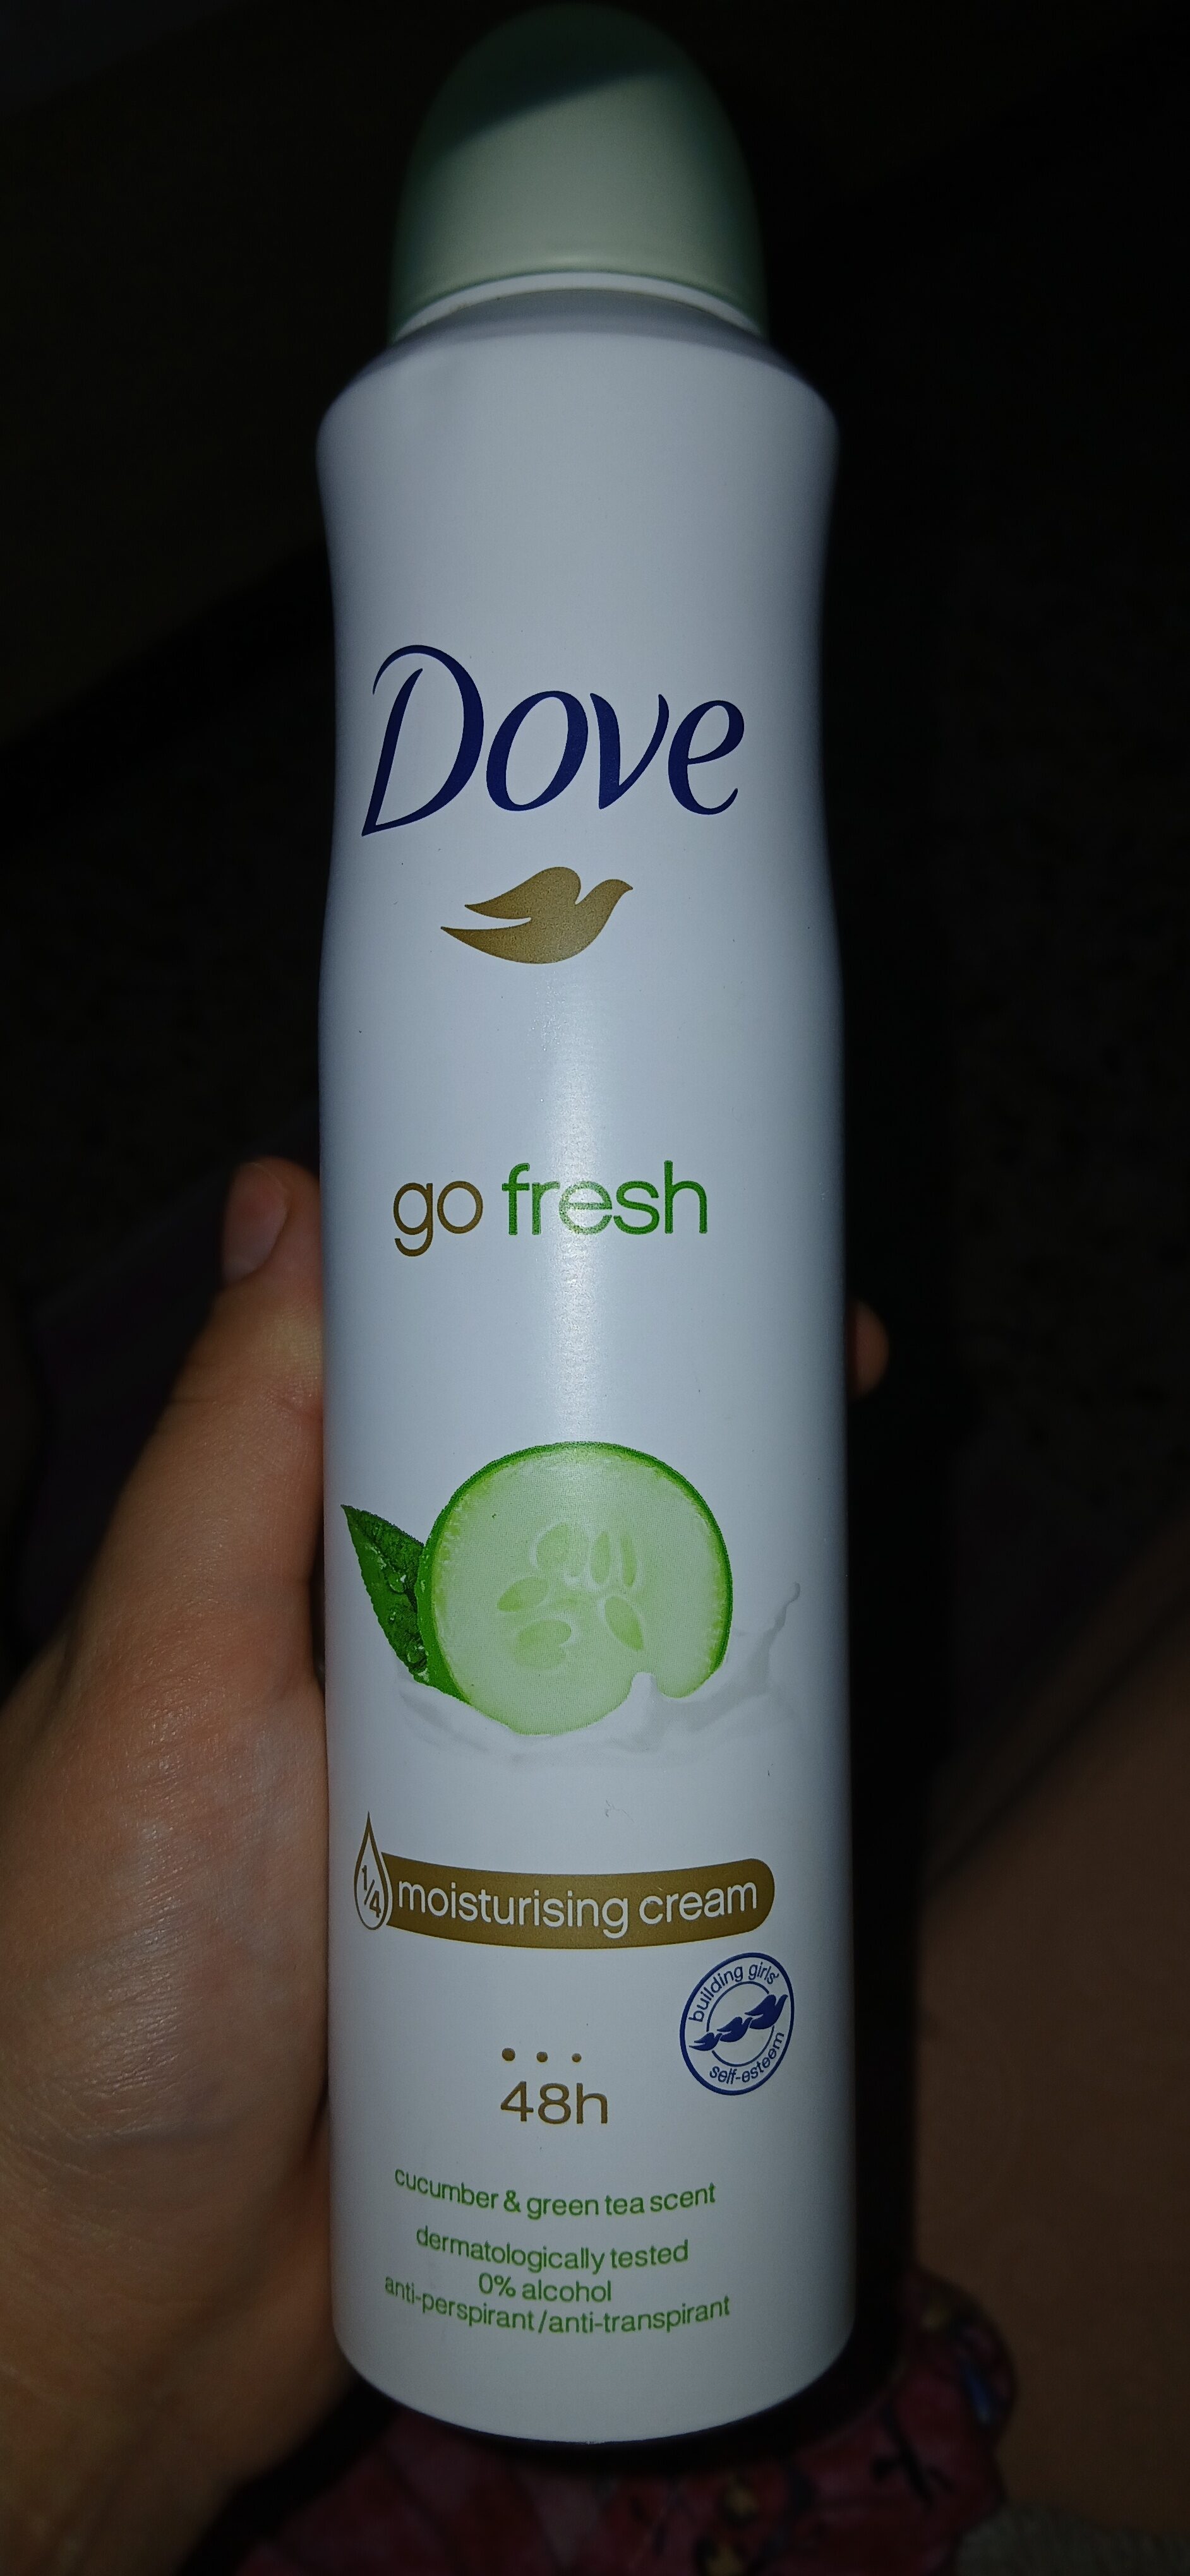 Dove
go fresh
1/4 moisturising cream
building girls'
self-esteem
48h
cucumber & green tea scent
dermatologically tested
0% alcohol
anti-perspirant/anti-transpirant